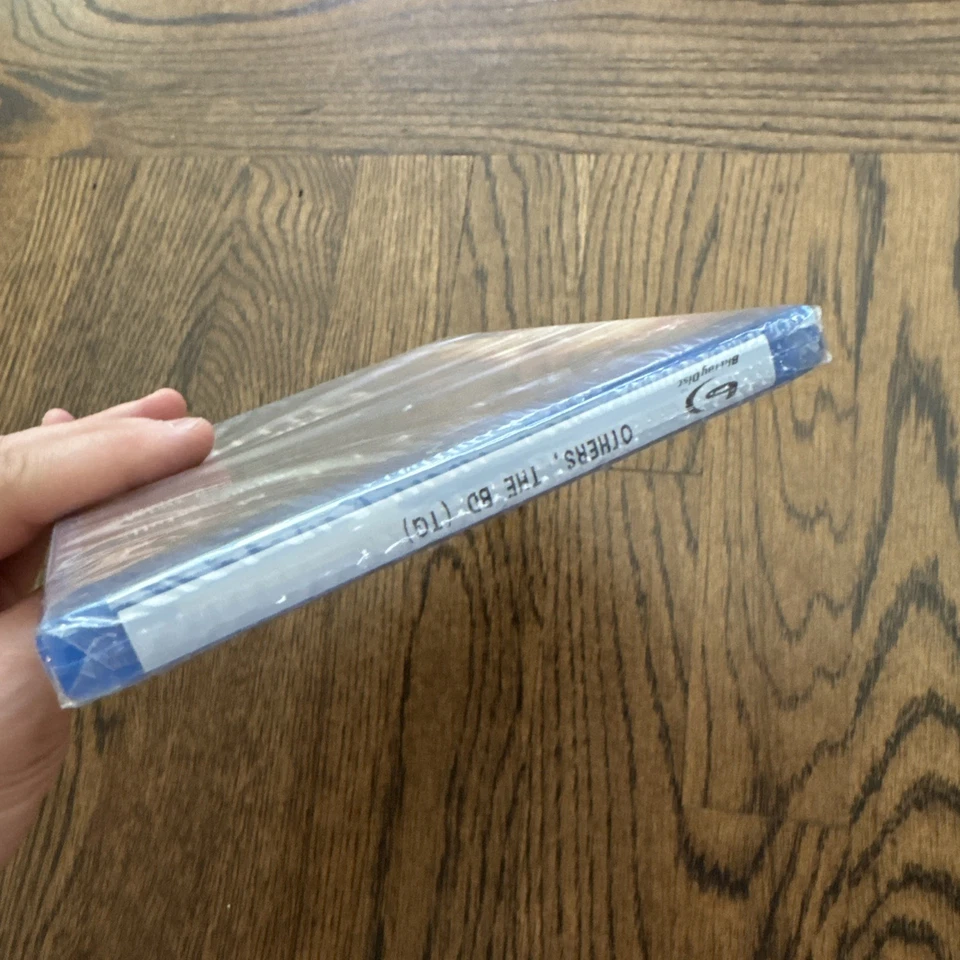 Blu-ray Disc
OTHERS, THE BD (TG)